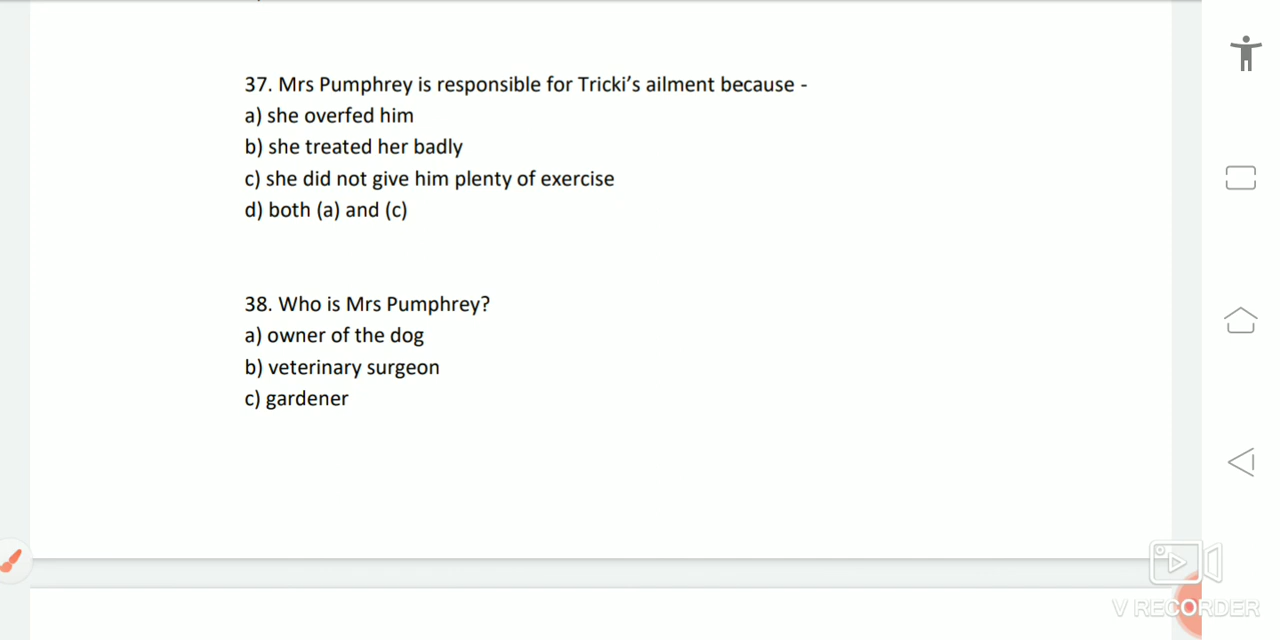 37. Mrs Pumphrey is responsible for Tricki’s ailment because -
a) she overfed him
b) she treated her badly
c) she did not give him plenty of exercise
d) both (a) and (c)
38. Who is Mrs Pumphrey?
a) owner of the dog
b) veterinary surgeon
c) gardener
V RECORDER